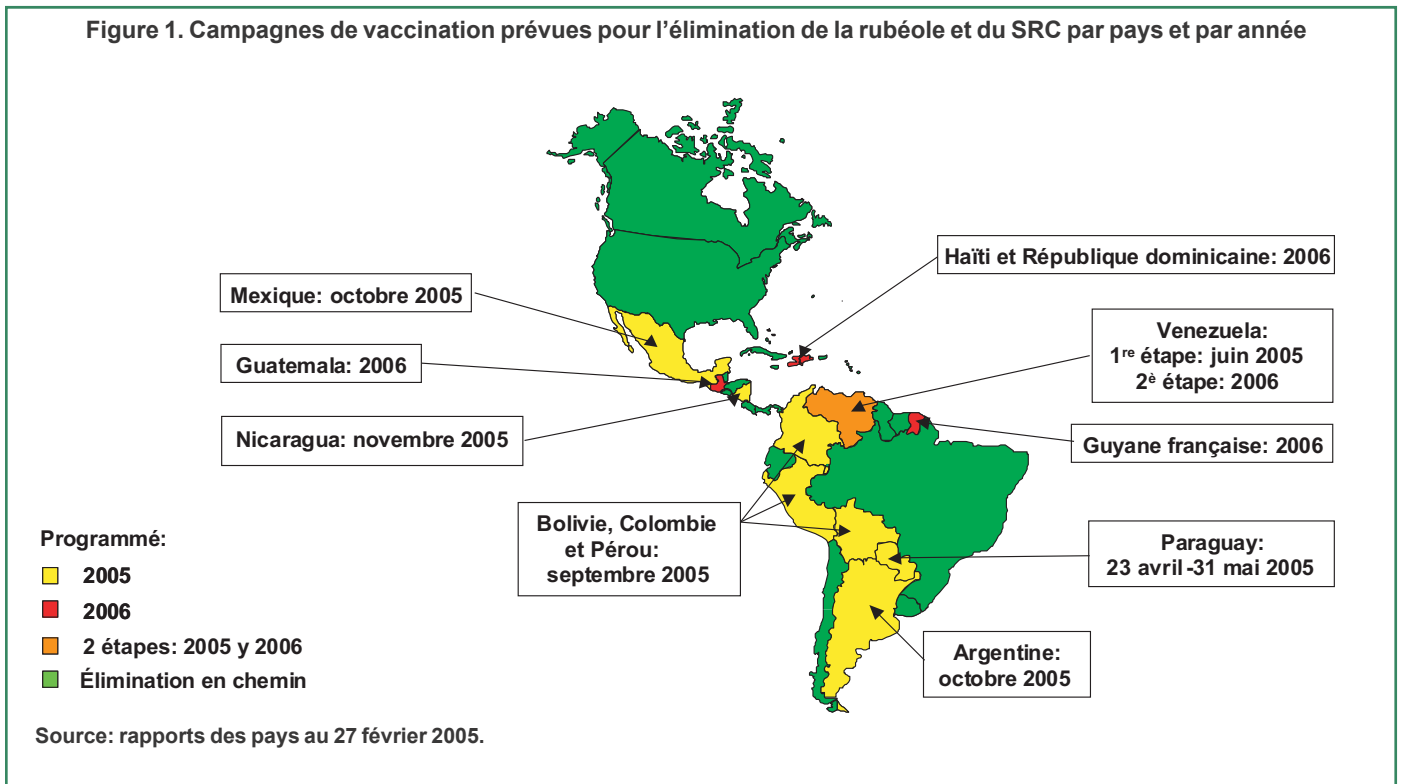 Figure 1. Campagnes de vaccination prévues pour l’élimination de la rubéole et du SRC par pays et par année
Haïti et République dominicaine: 2006
Mexique: octobre 2005
Venezuela:
1re étape: juin 2005
2è étape: 2006
Guatemala: 2006
Nicaragua: novembre 2005
Guyane française: 2006
Bolivie, Colombie
et Pérou:
septembre 2005
Paraguay:
23 avril -31 mai 2005
Argentine:
octobre 2005
Programmé:
2005
2006
2 étapes: 2005 y 2006
Élimination en chemin
Source: rapports des pays au 27 février 2005.